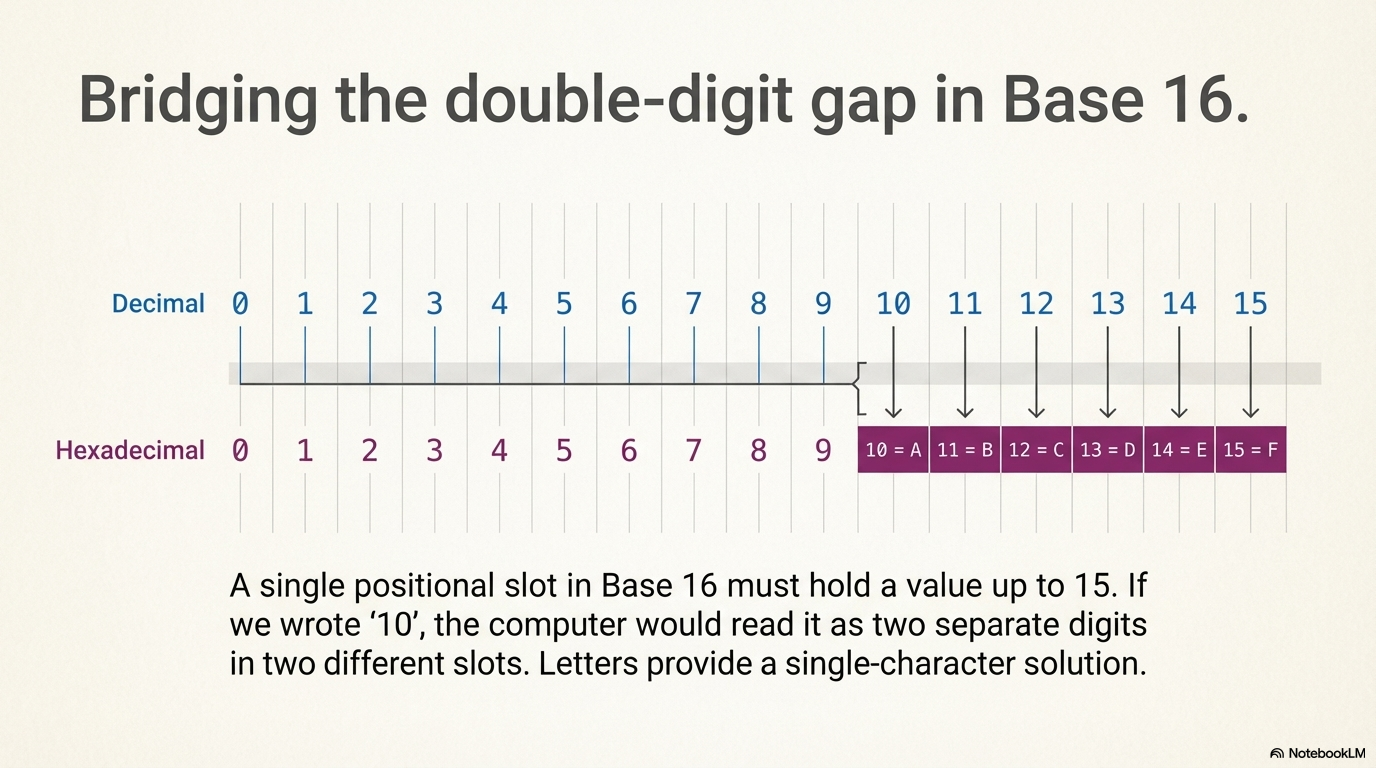 Bridging the double-digit gap in Base 16.
Decimal 0 1 2 3 4 5 6 7 8 9 10 11 12 13 14 15
Hexadecimal 0 1 2 3 4 5 6 7 8 9 10 = A 11 = B 12 = C 13 = D 14 = E 15 = F
A single positional slot in Base 16 must hold a value up to 15. If
we wrote ‘10’, the computer would read it as two separate digits
in two different slots. Letters provide a single-character solution.
NotebookLM